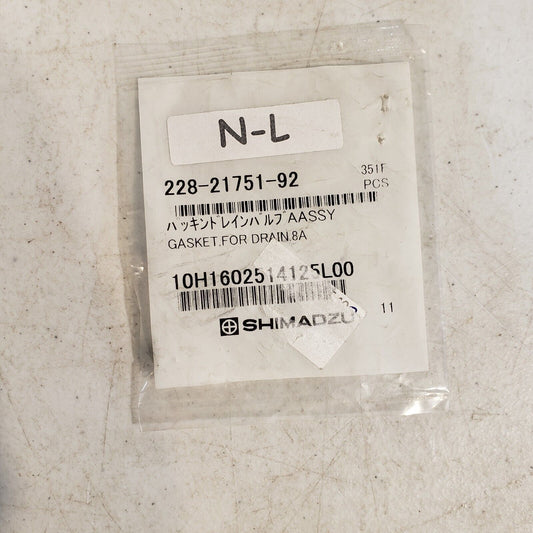 N-L
228-21751-92
351F
PCS
パッキンドレインバルブAASSY
GASKET,FOR DRAIN,8A
10H1602514125L00
SHIMADZU
11